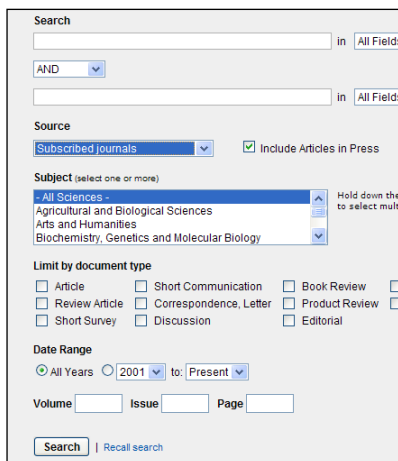 Search
in All Fields
AND
in All Fields
Source
Subscribed journals Include Articles in Press
Subject (select one or more)
- All Sciences - Hold down the
Agricultural and Biological Sciences to select mult
Arts and Humanities
Biochemistry, Genetics and Molecular Biology
Limit by document type
Article Short Communication Book Review
Review Article Correspondence, Letter Product Review
Short Survey Discussion Editorial
Date Range
All Years 2001 to: Present
Volume Issue Page
Search | Recall search